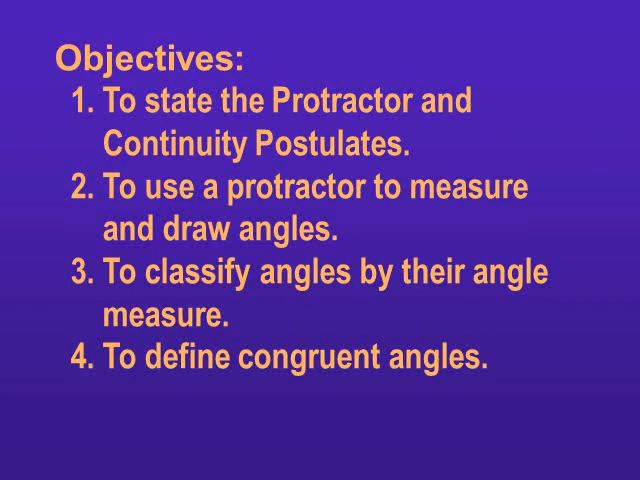 Objectives:
1. To state the Protractor and
Continuity Postulates.
2. To use a protractor to measure
and draw angles.
3. To classify angles by their angle
measure.
4. To define congruent angles.